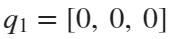 q₁ = [0, 0, 0]